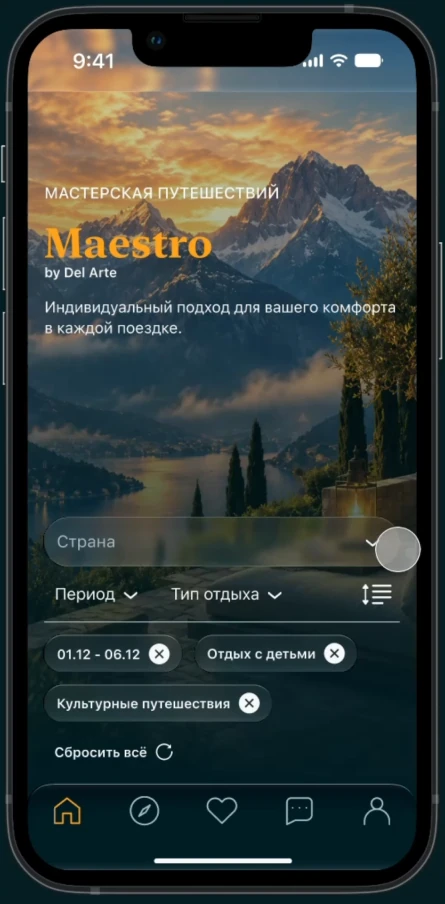 9:41
МАСТЕРСКАЯ ПУТЕШЕСТВИЙ
Maestro
by Del Arte
Индивидуальный подход для вашего комфорта
в каждой поездке.
Страна
Период
Тип отдыха
01.12 - 06.12
Отдых с детьми
Культурные путешествия
Сбросить всё